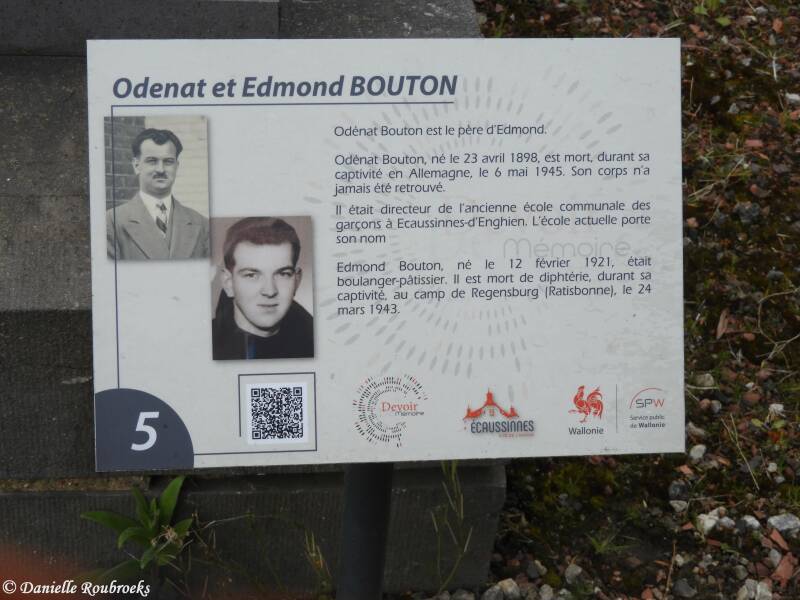 Odenat et Edmond BOUTON
Odénat Bouton est le père d'Edmond.
Odénat Bouton, né le 23 avril 1898, est mort, durant sa
captivité en Allemagne, le 6 mai 1945. Son corps n'a
jamais été retrouvé.
Il était directeur de l'ancienne école communale des
garçons à Ecaussinnes-d'Enghien. L'école actuelle porte
son nom
Mémoire
Edmond Bouton, né le 12 février 1921, était
boulanger-pâtissier. Il est mort de diphtérie, durant sa
captivité, au camp de Regensburg (Ratisbonne), le 24
mars 1943.
5
Devoir
Mémoire
ÉCAUSSINNES
Wallonie
SPW
Service public
de Wallonie
© Danielle Roubroeks